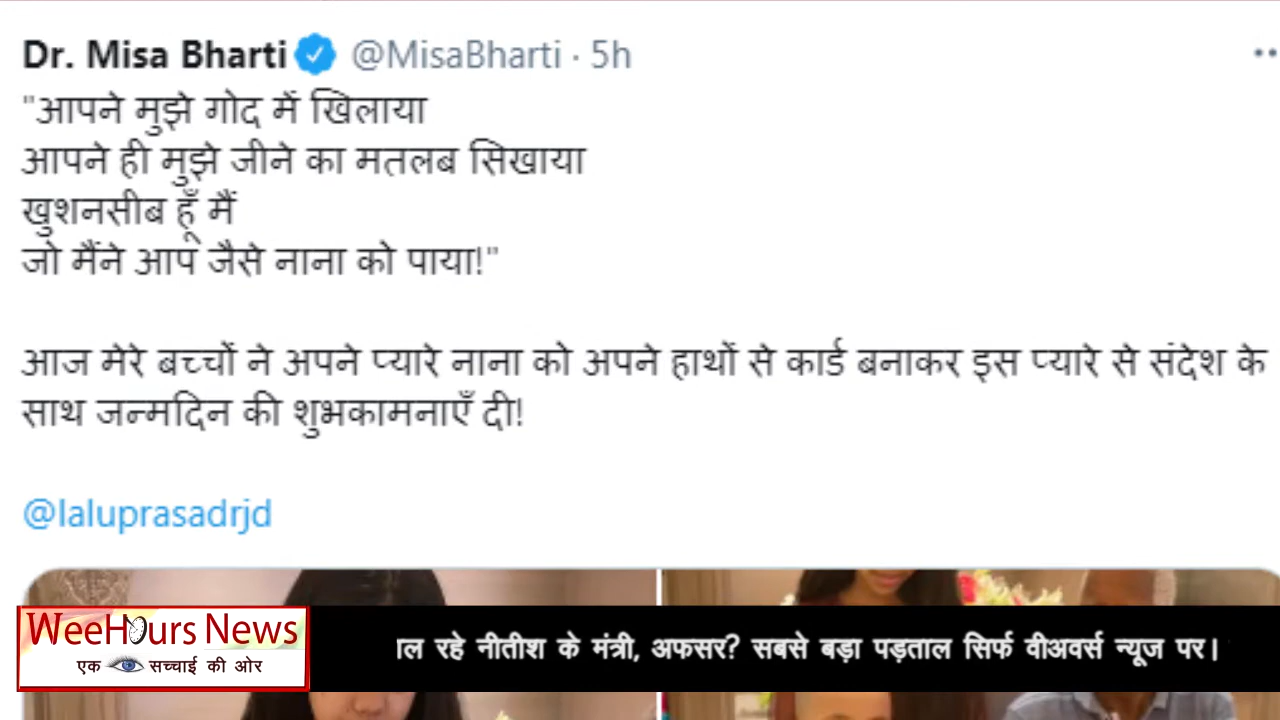 Dr. Misa Bharti @MisaBharti · 5h
"आपने मुझे गोद में खिलाया
आपने ही मुझे जीने का मतलब सिखाया
खुशनसीब हूँ मैं
जो मैंने आप जैसे नाना को पाया!"
आज मेरे बच्चों ने अपने प्यारे नाना को अपने हाथों से कार्ड बनाकर इस प्यारे से संदेश के
साथ जन्मदिन की शुभकामनाएँ दी!
@laluprasadrjd
WeeHours News
एक सच्चाई की ओर
रहे नीतीश के मंत्री, अफसर? सबसे बड़ा पड़ताल सिर्फ वीअवर्स न्यूज पर।